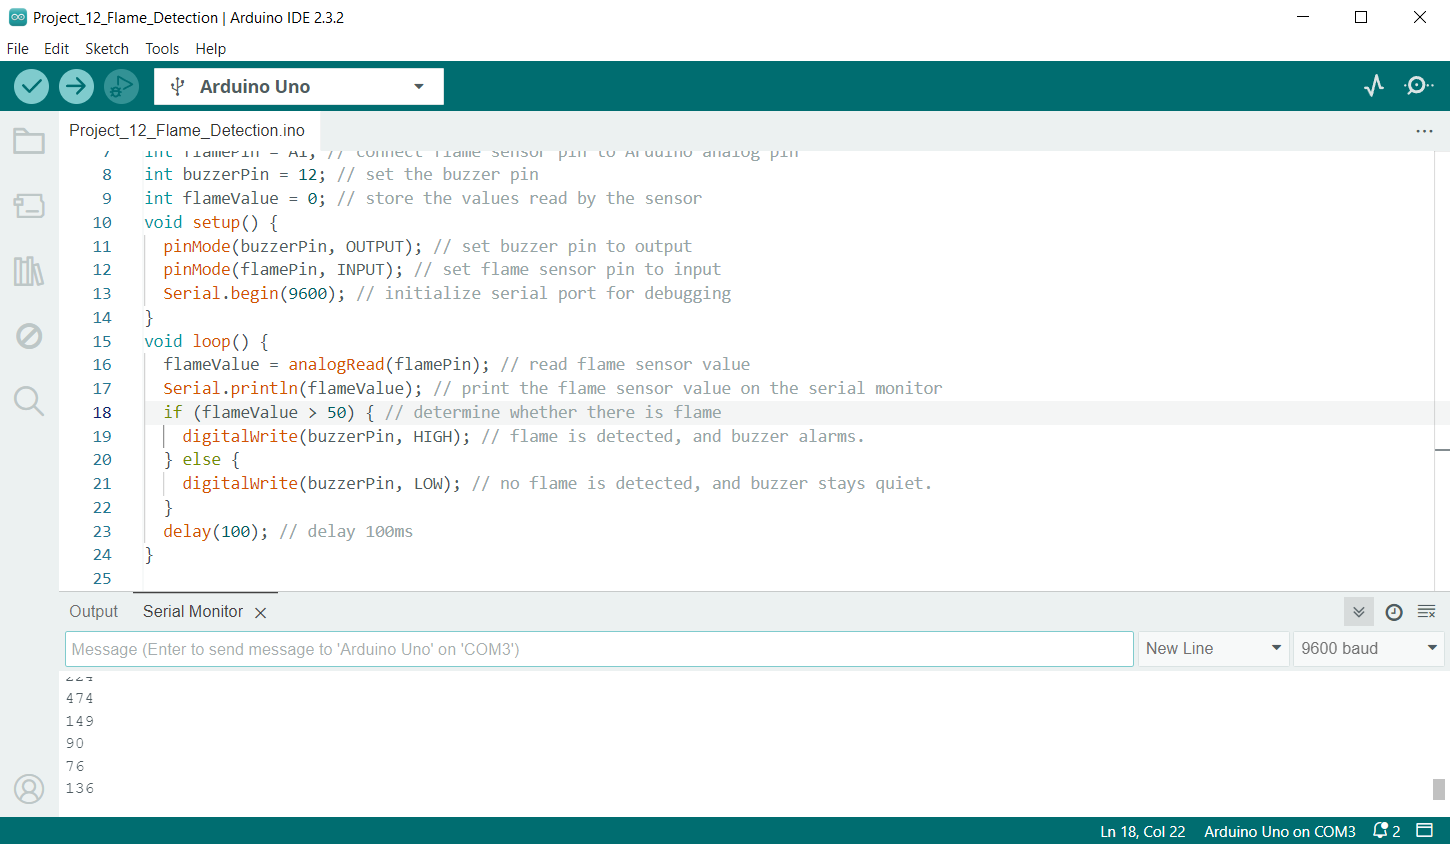 Project_12_Flame_Detection | Arduino IDE 2.3.2
File Edit Sketch Tools Help
Arduino Uno
Project_12_Flame_Detection.ino
7 int flamePin = A1; // connect flame sensor pin to Arduino analog pin
8 int buzzerPin = 12; // set the buzzer pin
9 int flameValue = 0; // store the values read by the sensor
10 void setup() {
11 pinMode(buzzerPin, OUTPUT); // set buzzer pin to output
12 pinMode(flamePin, INPUT); // set flame sensor pin to input
13 Serial.begin(9600); // initialize serial port for debugging
14 }
15 void loop() {
16 flameValue = analogRead(flamePin); // read flame sensor value
17 Serial.println(flameValue); // print the flame sensor value on the serial monitor
18 if (flameValue > 50) { // determine whether there is flame
19 digitalWrite(buzzerPin, HIGH); // flame is detected, and buzzer alarms.
20 } else {
21 digitalWrite(buzzerPin, LOW); // no flame is detected, and buzzer stays quiet.
22 }
23 delay(100); // delay 100ms
24 }
25
Output Serial Monitor
Message (Enter to send message to 'Arduino Uno' on 'COM3')
New Line
9600 baud
224
474
149
90
76
136
Ln 18, Col 22 Arduino Uno on COM3 2